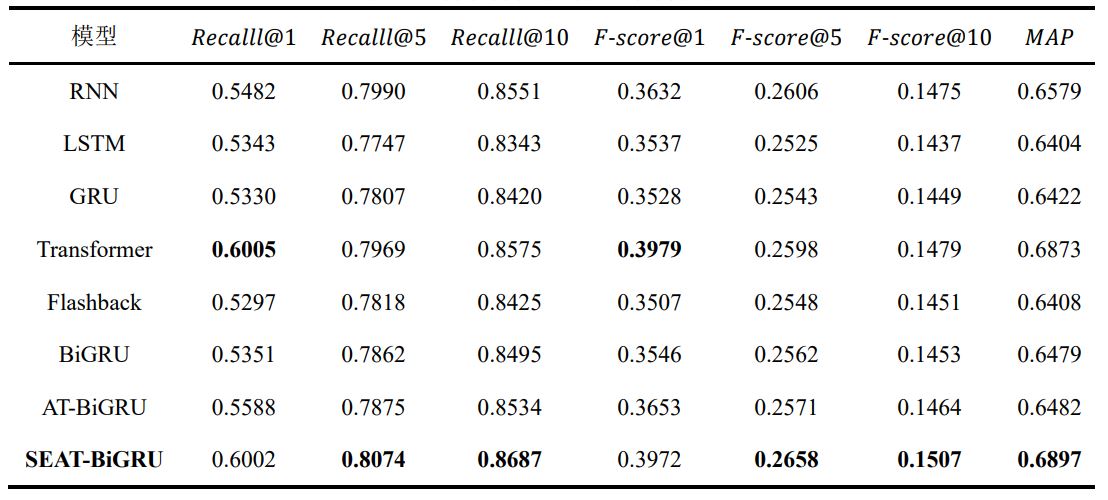 模型 Recalll@1 Recalll@5 Recalll@10 F-score@1 F-score@5 F-score@10 MAP
RNN 0.5482 0.7990 0.8551 0.3632 0.2606 0.1475 0.6579
LSTM 0.5343 0.7747 0.8343 0.3537 0.2525 0.1437 0.6404
GRU 0.5330 0.7807 0.8420 0.3528 0.2543 0.1449 0.6422
Transformer 0.6005 0.7969 0.8575 0.3979 0.2598 0.1479 0.6873
Flashback 0.5297 0.7818 0.8425 0.3507 0.2548 0.1451 0.6408
BiGRU 0.5351 0.7862 0.8495 0.3546 0.2562 0.1453 0.6479
AT-BiGRU 0.5588 0.7875 0.8534 0.3653 0.2571 0.1464 0.6482
SEAT-BiGRU 0.6002 0.8074 0.8687 0.3972 0.2658 0.1507 0.6897